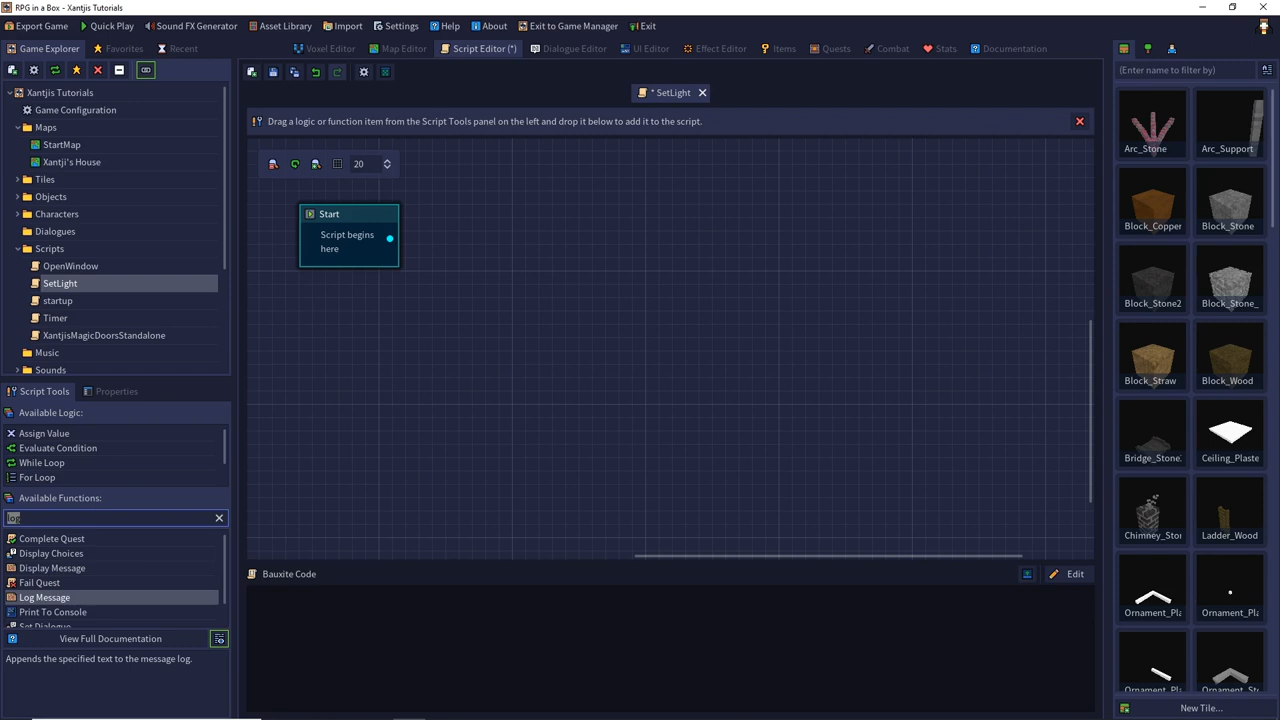 RPG in a Box - Xantjis Tutorials
Export Game
Quick Play
Sound FX Generator
Asset Library
Import
Settings
Help
About
Exit to Game Manager
Exit
Game Explorer
Favorites
Recent
Voxel Editor
Map Editor
Script Editor (*)
Dialogue Editor
UI Editor
Effect Editor
Items
Quests
Combat
Stats
Documentation
(Enter name to filter by)
Xantjis Tutorials
Game Configuration
Maps
StartMap
Xantji's House
Tiles
Objects
Characters
Dialogues
Scripts
OpenWindow
SetLight
startup
Timer
XantjisMagicDoorsStandalone
Music
Sounds
* SetLight
Drag a logic or function item from the Script Tools panel on the left and drop it below to add it to the script.
20
Start
Script begins
here
Script Tools
Properties
Available Logic:
Assign Value
Evaluate Condition
While Loop
For Loop
Available Functions:
log
Complete Quest
Display Choices
Display Message
Fail Quest
Log Message
Print To Console
Set Dialogue
View Full Documentation
Appends the specified text to the message log.
Bauxite Code
Edit
Arc_Stone
Arc_Support
Block_Copper
Block_Stone
Block_Stone2
Block_Stone_
Block_Straw
Block_Wood
Bridge_Stone
Ceiling_Plaste
Chimney_Stor
Ladder_Wood
Ornament_Pla
Ornament_Pla
Ornament_Pla
Ornament_Sto
New Tile...